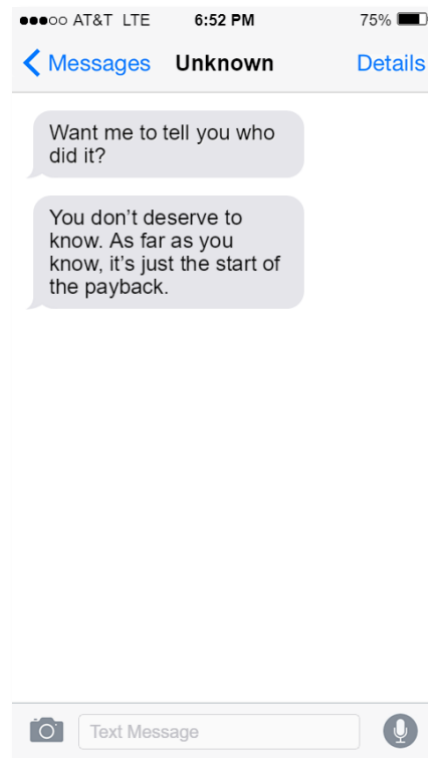 ●●●○○ AT&T LTE 6:52 PM 75%
Messages Unknown Details
Want me to tell you who
did it?
You don’t deserve to
know. As far as you
know, it’s just the start of
the payback.
Text Message